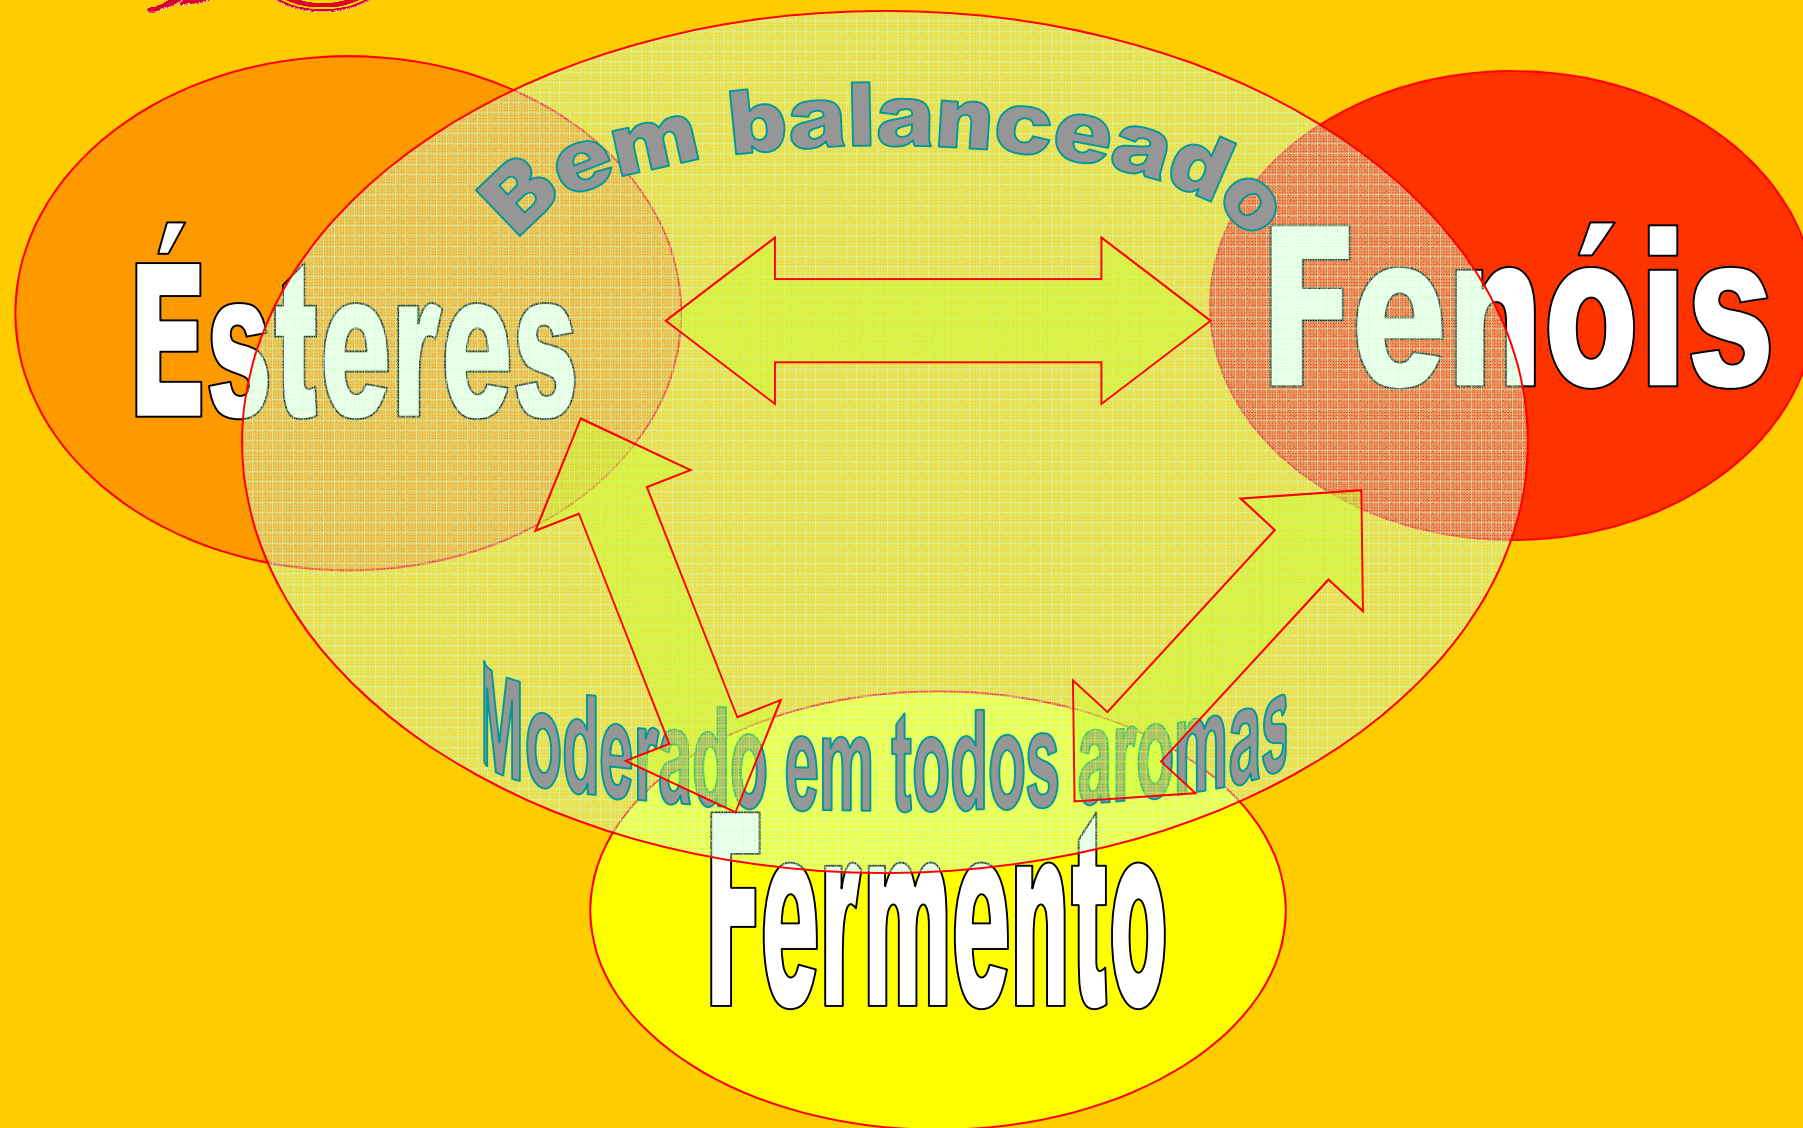 Bem balanceado
Ésteres
Fenóis
Moderado em todos aromas
Fermento